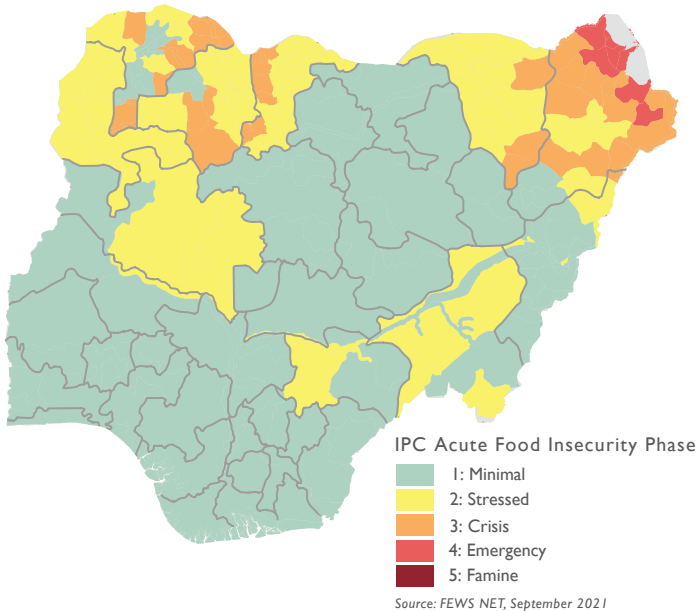 IPC Acute Food Insecurity Phase
1: Minimal
2: Stressed
3: Crisis
4: Emergency
5: Famine
Source: FEWS NET, September 2021